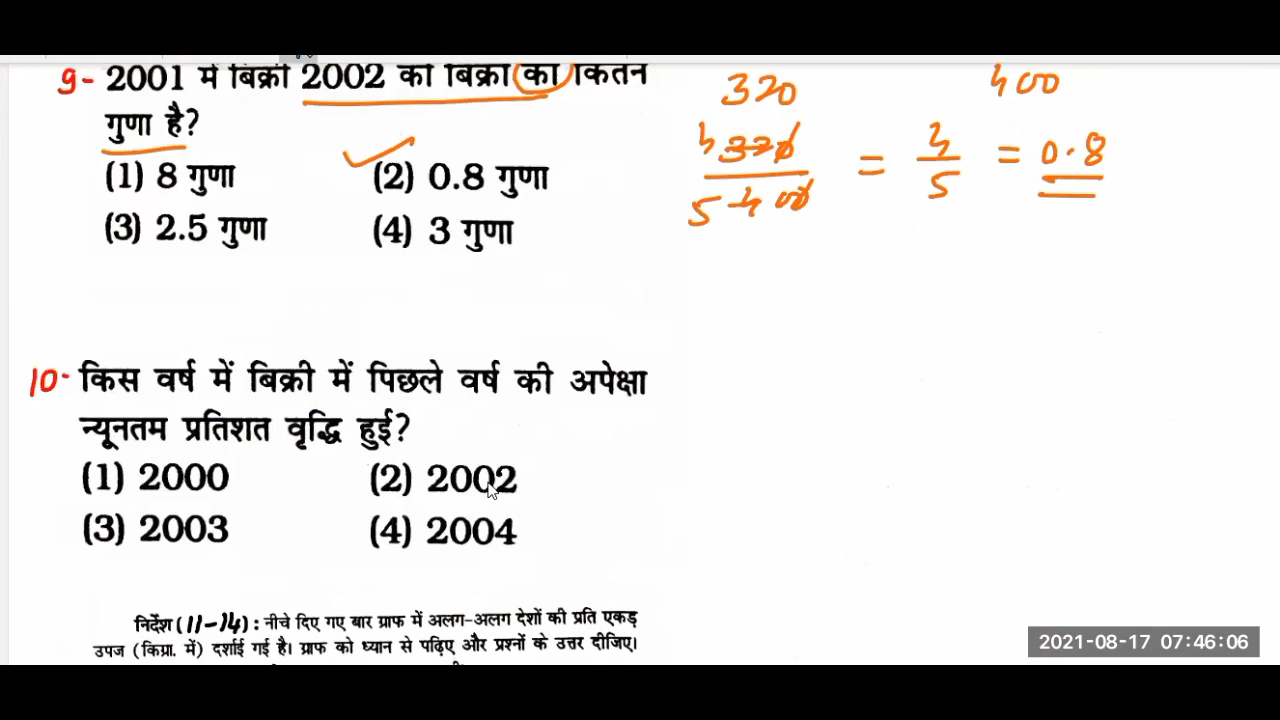 9- 2001 में बिक्री 2002 की बिक्री का कितने
गुणा है?
(1) 8 गुणा (2) 0.8 गुणा
(3) 2.5 गुणा (4) 3 गुणा
320 400
4 320 / 5 400 = 4/5 = 0.8
10- किस वर्ष में बिक्री में पिछले वर्ष की अपेक्षा
न्यूनतम प्रतिशत वृद्धि हुई?
(1) 2000 (2) 2002
(3) 2003 (4) 2004
निर्देश (11-14) : नीचे दिए गए बार ग्राफ में अलग-अलग देशों की प्रति एकड़
उपज (किग्रा. में) दर्शाई गई है। ग्राफ को ध्यान से पढ़िए और प्रश्नों के उत्तर दीजिए।
2021-08-17 07:46:06